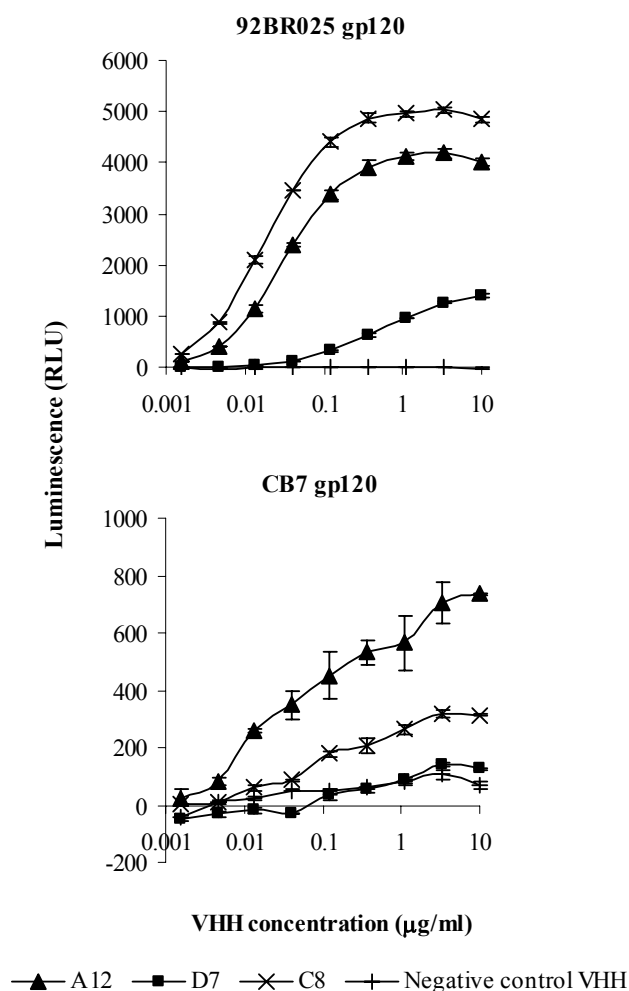 92BR025 gp120
6000
5000
4000
3000
2000
1000
0
0.001 0.01 0.1 1 10
Luminescence (RLU)
CB7 gp120
1000
800
600
400
200
0
-200
0.001 0.01 0.1 1 10
VHH concentration (µg/ml)
A12 D7 C8 Negative control VHH